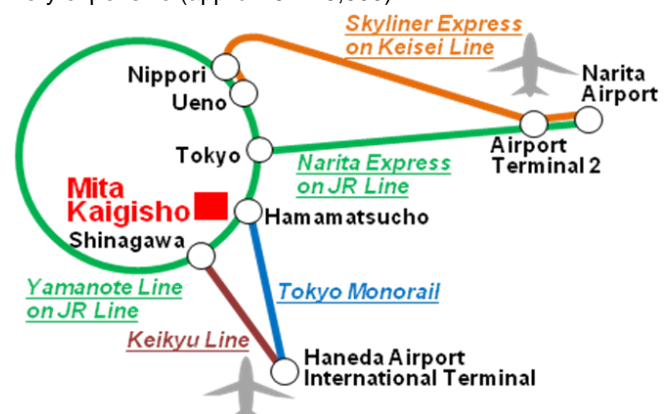 Skyliner Express
on Keisei Line
Nippori
Narita
Airport
Ueno
Tokyo
Airport
Terminal 2
Narita Express
on JR Line
Mita
Kaigisho
Hamamatsucho
Shinagawa
Yamanote Line
on JR Line
Tokyo Monorail
Keikyu Line
Haneda Airport
International Terminal